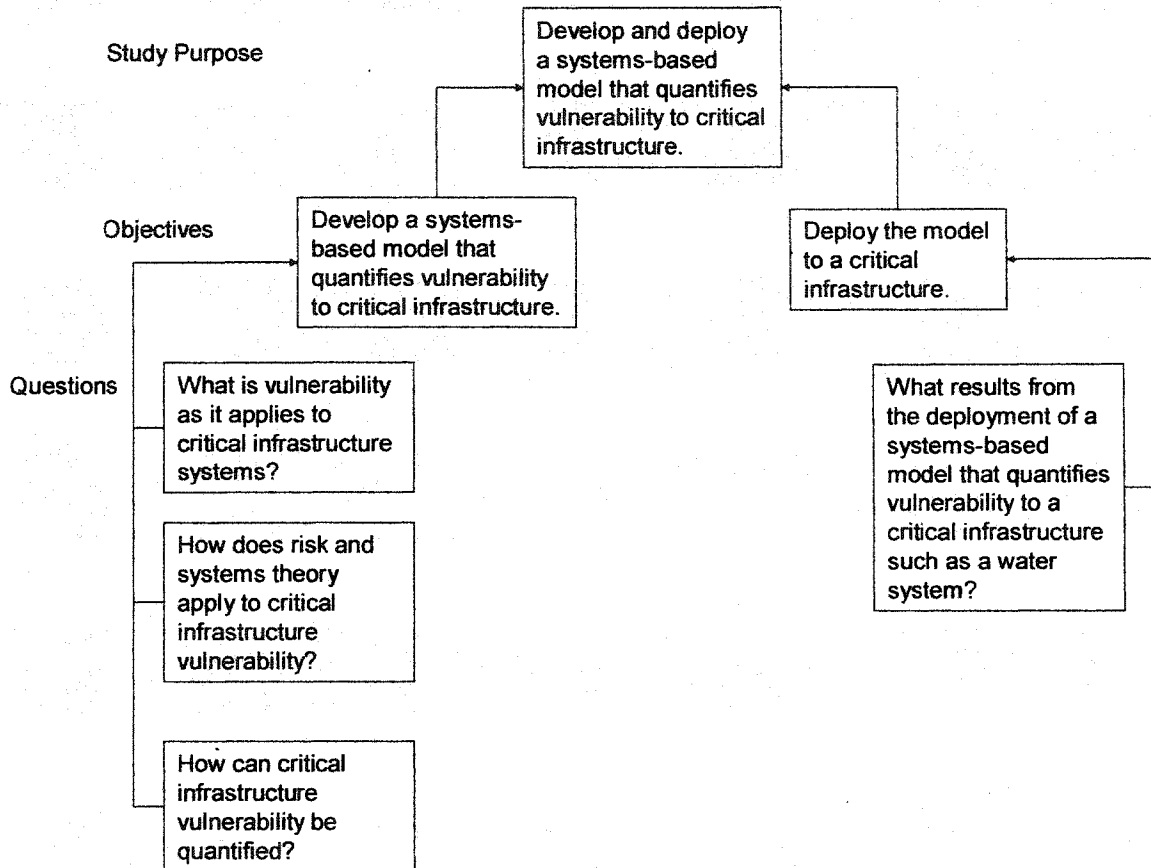 Study Purpose
Develop and deploy
a systems-based
model that quantifies
vulnerability to critical
infrastructure.
Objectives
Develop a systems-
based model that
quantifies vulnerability
to critical infrastructure.
Deploy the model
to a critical
infrastructure.
Questions
What is vulnerability
as it applies to
critical infrastructure
systems?
How does risk and
systems theory
apply to critical
infrastructure
vulnerability?
How can critical
infrastructure
vulnerability be
quantified?
What results from
the deployment of a
systems-based
model that quantifies
vulnerability to a
critical infrastructure
such as a water
system?